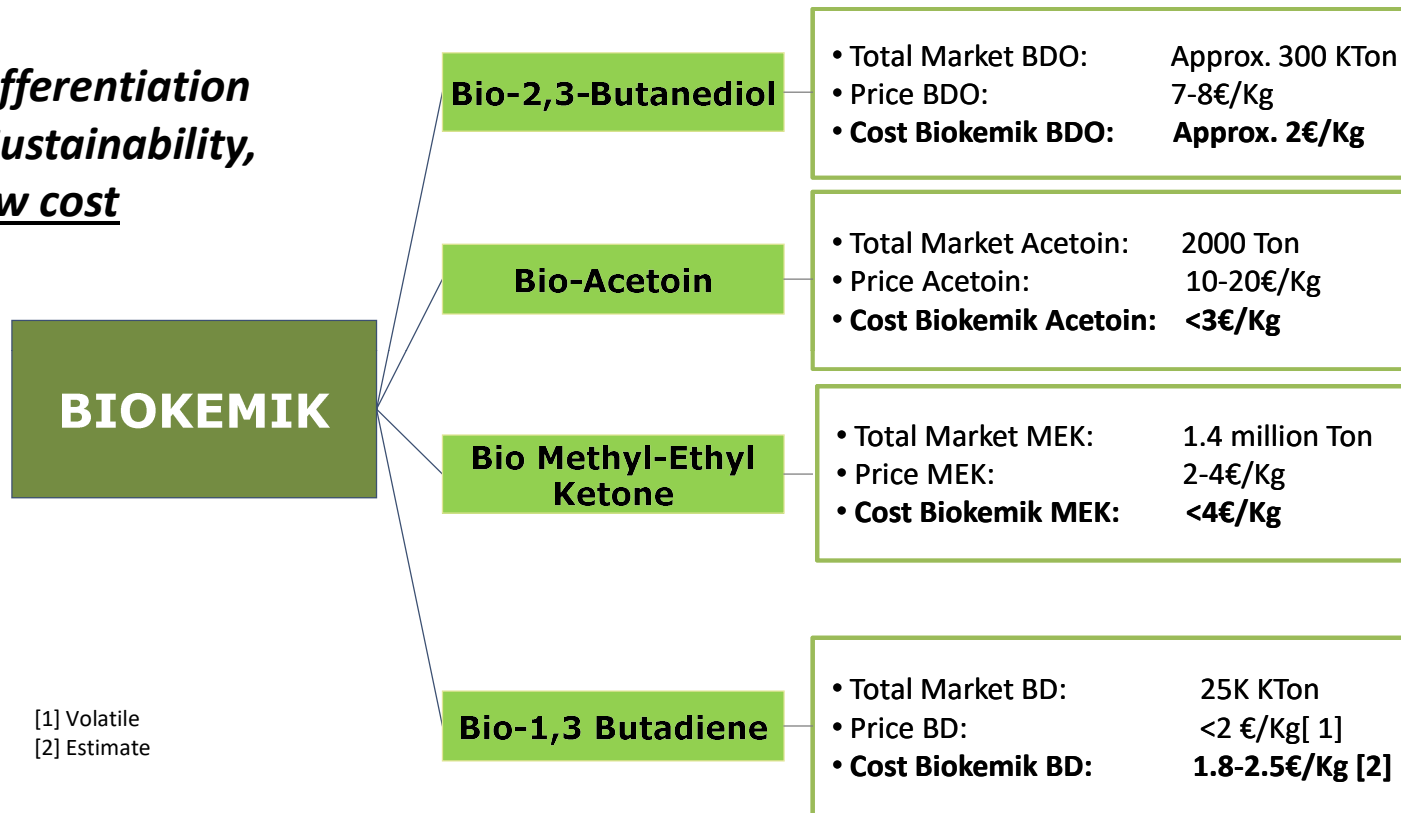 fferentiation
ustainability,
w cost
BIOKEMIK
Bio-2,3-Butanediol
• Total Market BDO: Approx. 300 KTon
• Price BDO: 7-8€/Kg
• Cost Biokemik BDO: Approx. 2€/Kg
Bio-Acetoin
• Total Market Acetoin: 2000 Ton
• Price Acetoin: 10-20€/Kg
• Cost Biokemik Acetoin: <3€/Kg
Bio Methyl-Ethyl
Ketone
• Total Market MEK: 1.4 million Ton
• Price MEK: 2-4€/Kg
• Cost Biokemik MEK: <4€/Kg
Bio-1,3 Butadiene
• Total Market BD: 25K KTon
• Price BD: <2 €/Kg[ 1]
• Cost Biokemik BD: 1.8-2.5€/Kg [2]
[1] Volatile
[2] Estimate